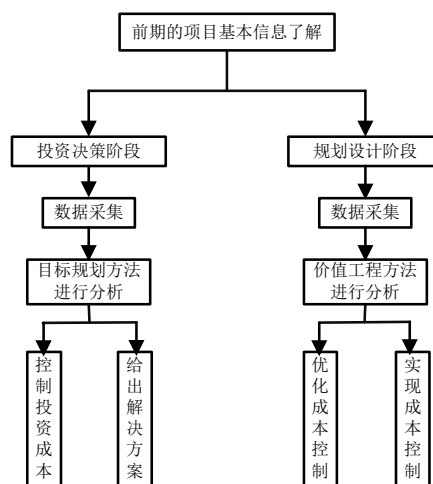 前期的项目基本信息了解
投资决策阶段
规划设计阶段
数据采集
数据采集
目标规划方法
进行分析
价值工程方法
进行分析
控制投资成本
给出解决方案
优化成本控制
实现成本控制